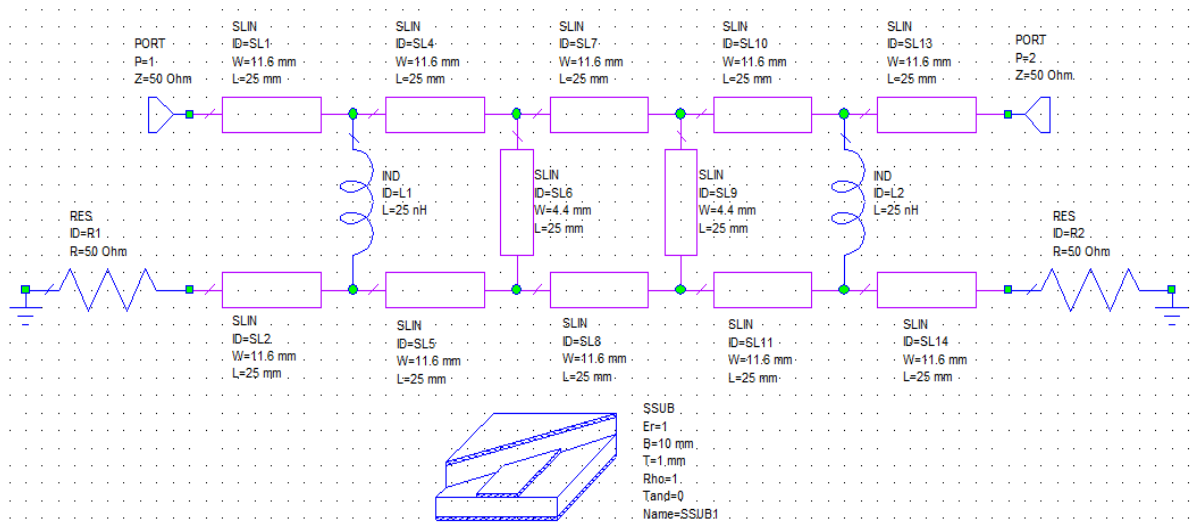 SLIN
ID=SL1
W=11.6 mm
L=25 mm
SLIN
ID=SL4
W=11.6 mm
L=25 mm
SLIN
ID=SL7
W=11.6 mm
L=25 mm
SLIN
ID=SL10
W=11.6 mm
L=25 mm
SLIN
ID=SL13
W=11.6 mm
L=25 mm
PORT
P=1
Z=50 Ohm
PORT
P=2
Z=50 Ohm
IND
ID=L1
L=25 nH
SLIN
ID=SL6
W=4.4 mm
L=25 mm
SLIN
ID=SL9
W=4.4 mm
L=25 mm
IND
ID=L2
L=25 nH
RES
ID=R1
R=50 Ohm
RES
ID=R2
R=50 Ohm
SLIN
ID=SL2
W=11.6 mm
L=25 mm
SLIN
ID=SL5
W=11.6 mm
L=25 mm
SLIN
ID=SL8
W=11.6 mm
L=25 mm
SLIN
ID=SL11
W=11.6 mm
L=25 mm
SLIN
ID=SL14
W=11.6 mm
L=25 mm
SSUB
Er=1
B=10 mm
T=1 mm
Rho=1
Tand=0
Name=SSUB1